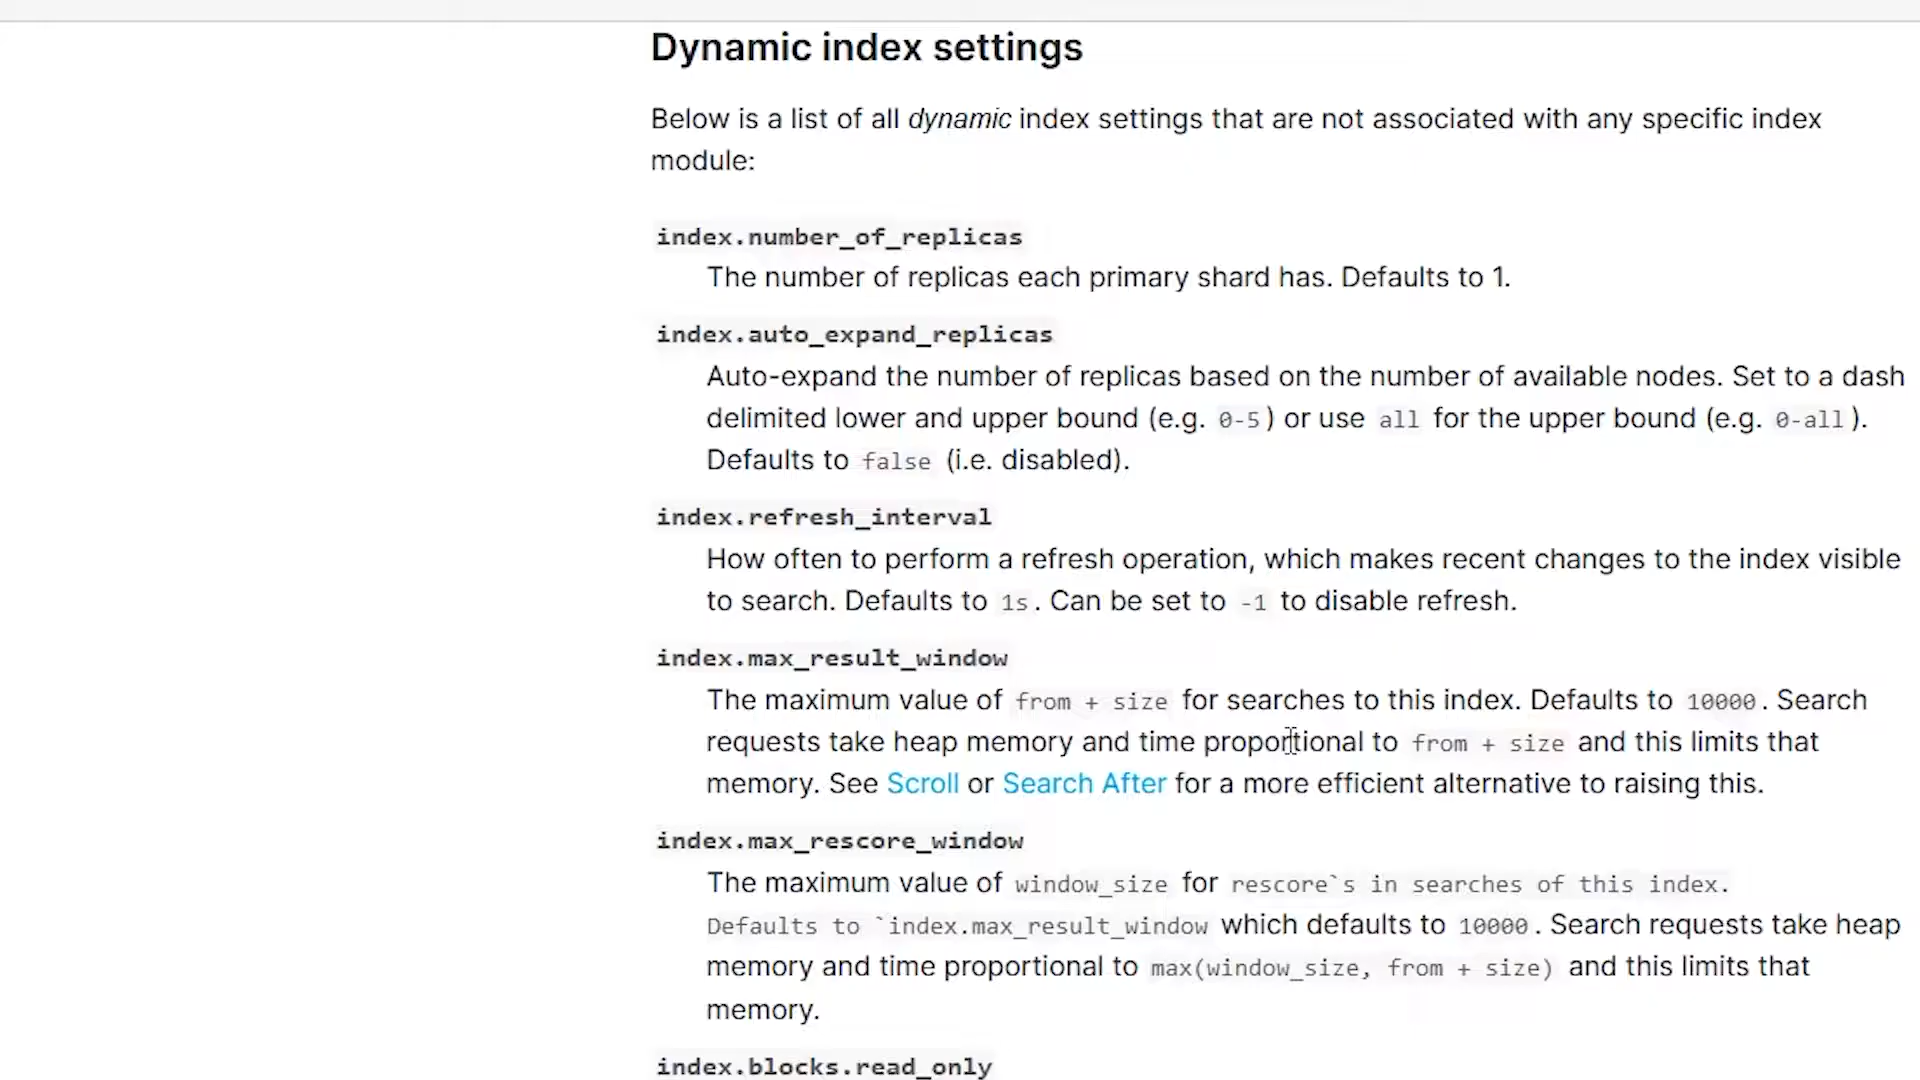 Dynamic index settings
Below is a list of all dynamic index settings that are not associated with any specific index
module:
index.number_of_replicas
The number of replicas each primary shard has. Defaults to 1.
index.auto_expand_replicas
Auto-expand the number of replicas based on the number of available nodes. Set to a dash
delimited lower and upper bound (e.g. 0-5) or use all for the upper bound (e.g. 0-all).
Defaults to false (i.e. disabled).
index.refresh_interval
How often to perform a refresh operation, which makes recent changes to the index visible
to search. Defaults to 1s. Can be set to -1 to disable refresh.
index.max_result_window
The maximum value of from + size for searches to this index. Defaults to 10000. Search
requests take heap memory and time proportional to from + size and this limits that
memory. See Scroll or Search After for a more efficient alternative to raising this.
index.max_rescore_window
The maximum value of window_size for rescore`s in searches of this index.
Defaults to `index.max_result_window which defaults to 10000. Search requests take heap
memory and time proportional to max(window_size, from + size) and this limits that
memory.
index.blocks.read_only